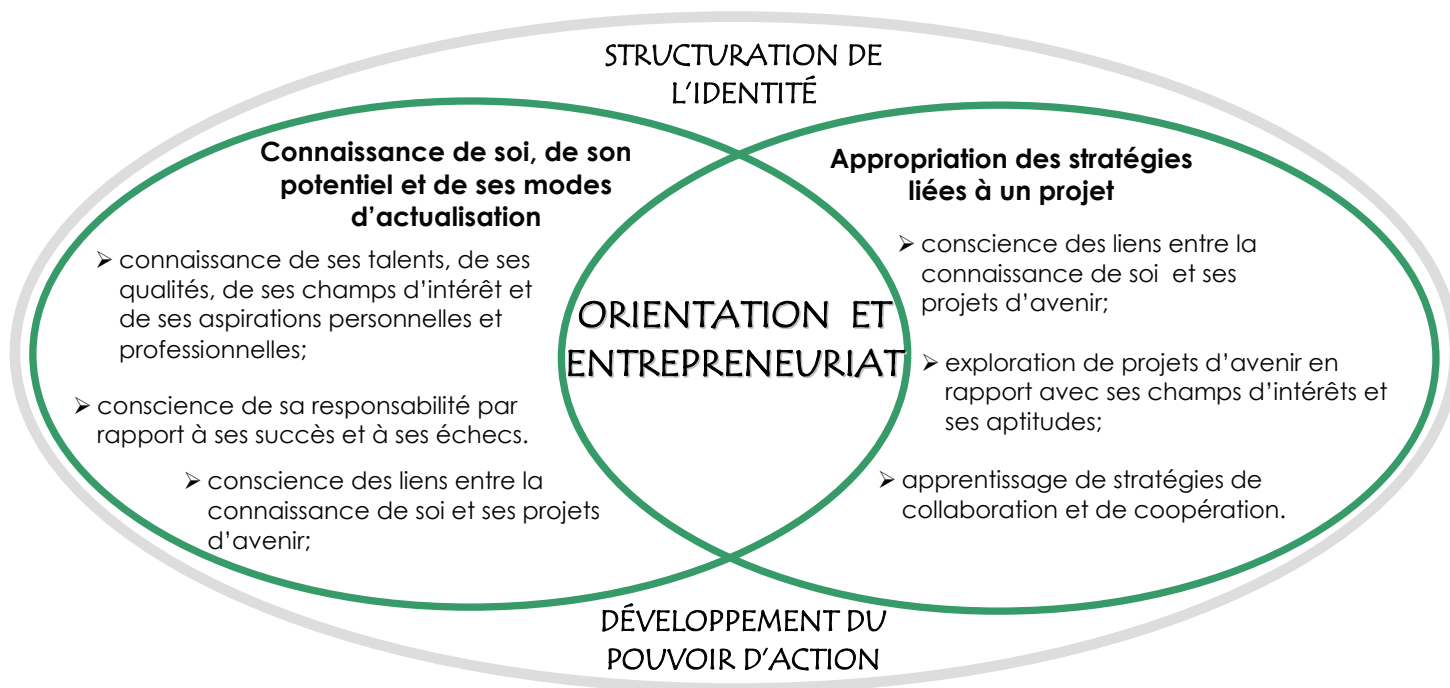 STRUCTURATION DE
L'IDENTITÉ
Connaissance de soi, de son
potentiel et de ses modes
d'actualisation
➢ connaissance de ses talents, de ses
qualités, de ses champs d'intérêt et
de ses aspirations personnelles et
professionnelles;
➢ conscience de sa responsabilité par
rapport à ses succès et à ses échecs.
➢ conscience des liens entre la
connaissance de soi et ses projets
d'avenir;
ORIENTATION ET
ENTREPRENEURIAT
Appropriation des stratégies
liées à un projet
➢ conscience des liens entre la
connaissance de soi et ses
projets d'avenir;
➢ exploration de projets d'avenir en
rapport avec ses champs d'intérêts et
ses aptitudes;
➢ apprentissage de stratégies de
collaboration et de coopération.
DÉVELOPPEMENT DU
POUVOIR D'ACTION